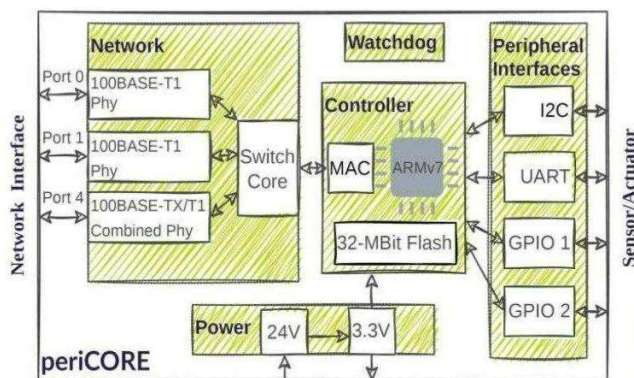 Network
Watchdog
Peripheral
Interfaces
Port 0
100BASE-T1
Phy
Controller
I2C
Port 1
100BASE-T1
Phy
Switch
Core
MAC
ARMv7
UART
Port 4
100BASE-TX/T1
Combined Phy
32-MBit Flash
GPIO 1
GPIO 2
Power
24V
3.3V
periCORE
Network Interface
Sensor/Actuator